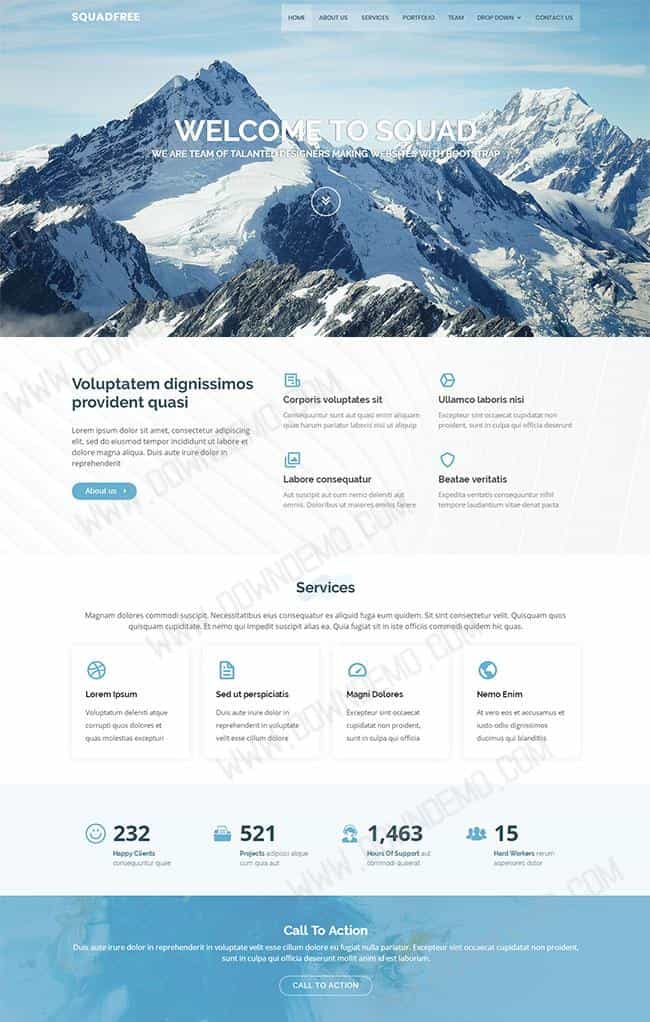 SQUADFREE
HOME ABOUT US SERVICES PORTFOLIO TEAM DROP DOWN CONTACT US
WELCOME TO SQUAD
WE ARE TEAM OF TALANTED DESIGNERS MAKING WEBSITES WITH BOOTSTRAP
Voluptatem dignissimos
provident quasi
Lorem ipsum dolor sit amet, consectetur adipiscing
elit, sed do eiusmod tempor incididunt ut labore et
dolore magna aliqua. Duis aute irure dolor in
reprehenderit
About us
Corporis voluptates sit
Consequuntur sunt aut quasi enim aliquam
quae harum pariatur laboris nisi ut aliquip
Ullamco laboris nisi
Excepteur sint occaecat cupidatat non
proident, sunt in culpa qui officia deserunt
Labore consequatur
Aut suscipit aut cum nemo deleniti aut
omnis. Doloribus ut maiores omnis facere
Beatae veritatis
Expedita veritatis consequuntur nihil
tempore laudantium vitae denat pacta
Services
Magnam dolores commodi suscipit. Necessitatibus eius consequatur ex aliquid fuga eum quidem. Sit sint consectetur velit. Quisquam quos
quisquam cupiditate. Et nemo qui impedit suscipit alias ea. Quia fugiat sit in iste officiis commodi quidem hic quas.
Lorem Ipsum
Voluptatum deleniti atque
corrupti quos dolores et
quas molestias excepturi
Sed ut perspiciatis
Duis aute irure dolor in
reprehenderit in voluptate
velit esse cillum dolore
Magni Dolores
Excepteur sint occaecat
cupidatat non proident,
sunt in culpa qui officia
Nemo Enim
At vero eos et accusamus et
iusto odio dignissimos
ducimus qui blanditiis
232
Happy Clients
consequuntur quae
521
Projects adipisci atque
cum quia aut
1,463
Hours Of Support aut
commodi quaerat
15
Hard Workers rerum
asperiores dolor
Call To Action
Duis aute irure dolor in reprehenderit in voluptate velit esse cillum dolore eu fugiat nulla pariatur. Excepteur sint occaecat cupidatat non proident,
sunt in culpa qui officia deserunt mollit anim id est laborum.
CALL TO ACTION
WWW.DOWNDEMO.COM
WWW.DOWNDEMO.COM
WWW.DOWNDEMO.COM
WWW.DOWNDEMO.COM
WWW.DOWNDEMO.COM